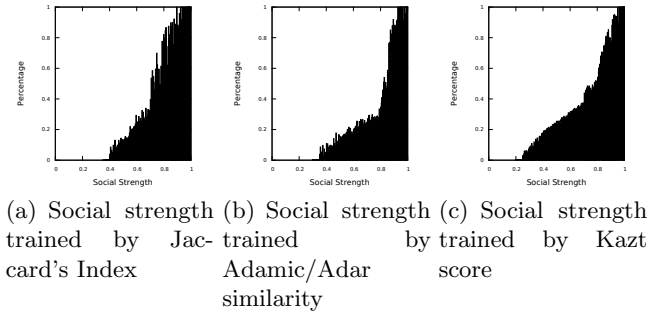 1
0.8
0.6
0.4
0.2
0
Percentage
0 0.2 0.4 0.6 0.8 1
Social Strength
1
0.8
0.6
0.4
0.2
0
Percentage
0 0.2 0.4 0.6 0.8 1
Social Strength
1
0.8
0.6
0.4
0.2
0
Percentage
0 0.2 0.4 0.6 0.8 1
Social Strength
(a) Social strength
trained by Jac-
card's Index
(b) Social strength
trained by
Adamic/Adar
similarity
(c) Social strength
trained by Kazt
score